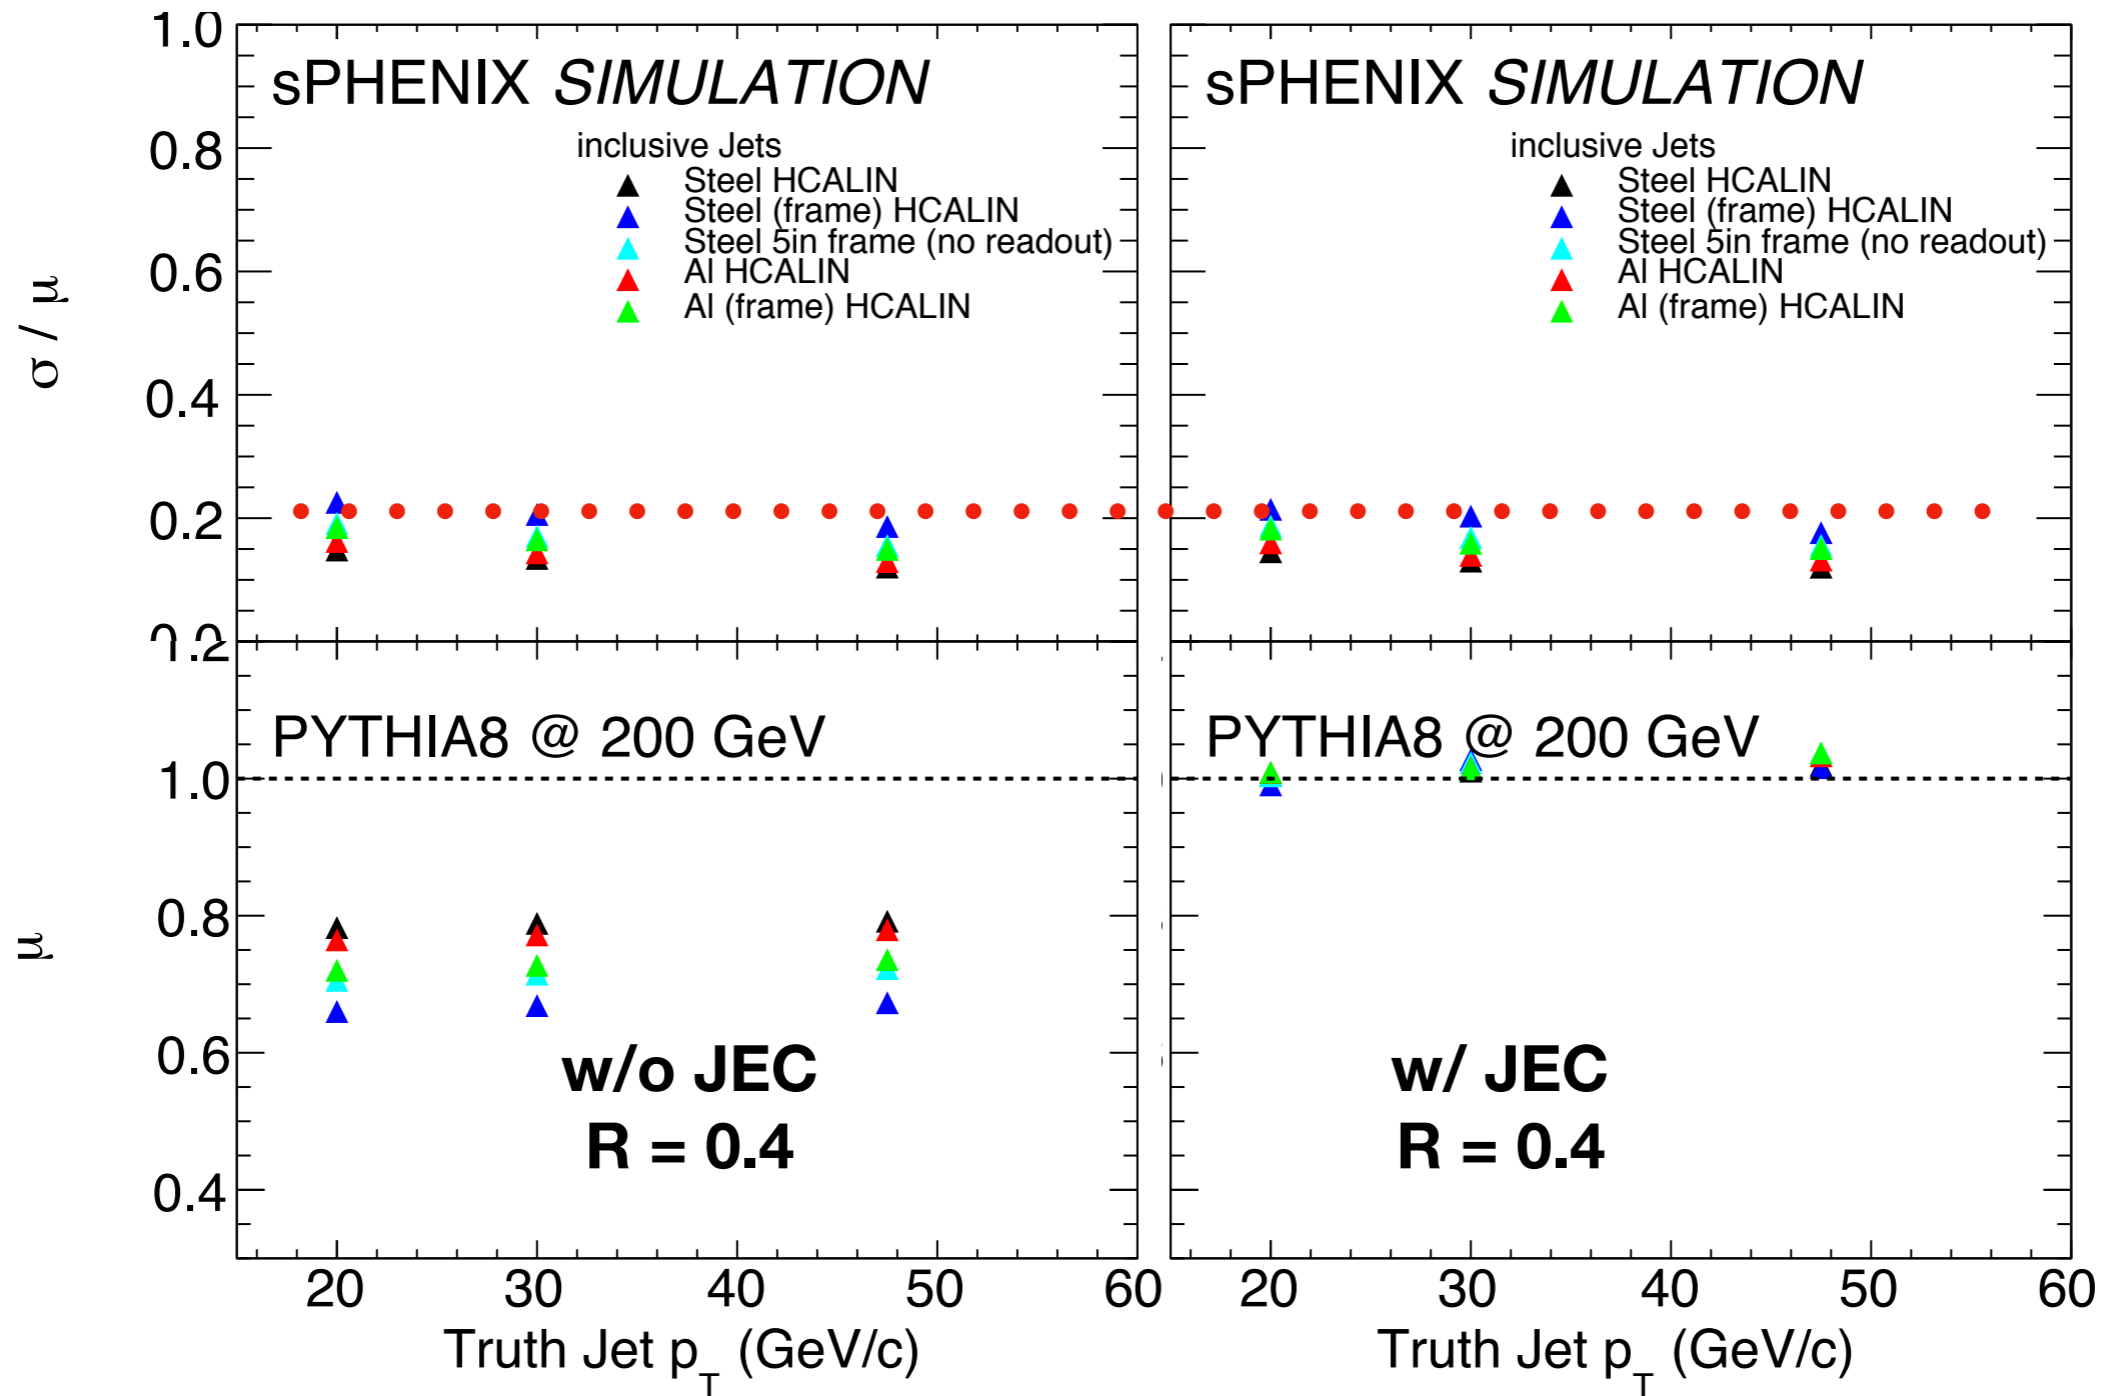 sPHENIX SIMULATION
inclusive Jets
Steel HCALIN
Steel (frame) HCALIN
Steel 5in frame (no readout)
Al HCALIN
Al (frame) HCALIN
σ / μ
1.0
0.8
0.6
0.4
0.2
0.2
sPHENIX SIMULATION
inclusive Jets
Steel HCALIN
Steel (frame) HCALIN
Steel 5in frame (no readout)
Al HCALIN
Al (frame) HCALIN
PYTHIA8 @ 200 GeV
w/o JEC
R = 0.4
μ
1.2
1.0
0.8
0.6
0.4
20 30 40 50 60
Truth Jet p_T (GeV/c)
PYTHIA8 @ 200 GeV
w/ JEC
R = 0.4
20 30 40 50 60
Truth Jet p_T (GeV/c)